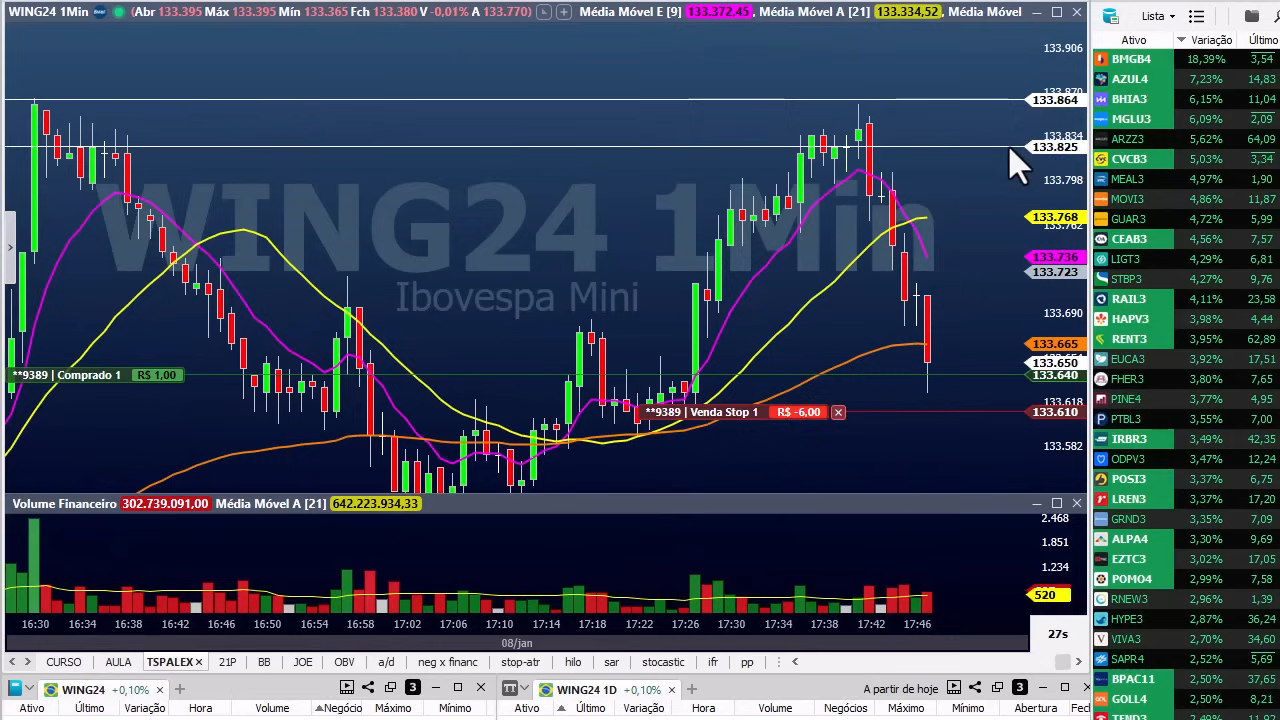 WING24 1Min (Abr 133.395 Máx 133.395 Min 133.365 Fch 133.380 V -0,01% A 133.770) Média Móvel E [9] 133.372,45, Média Móvel A [21] 133.334,52, Média Móvel
133.906
133.864
133.834
133.825
133.798
133.768
133.762
133.736
133.723
133.690
133.665
133.650
133.640
133.618
133.610
133.582
WING24 1Min
Ibovespa Mini
**9389 | Comprado 1 R$ 1,00
**9389 | Venda Stop 1 R$ -6,00
Volume Financeiro 302.739.091,00 Média Móvel A [21] 642.223.934,33
2.468
1.851
1.234
520
16:30 16:34 16:38 16:42 16:46 16:50 16:54 16:58 17:02 17:06 17:10 17:14 17:18 17:22 17:26 17:30 17:34 17:38 17:42 17:46
08/jan
27s
CURSO AULA TSPALEX 21P BB JOE OBV a/d neg x financ stop-atr hilo sar stocstic ifr pp
WING24 +0,10% 
3
Ativo Último Variação Hora Volume Negócio Máxi Mínimo
WING24 1D +0,10%
A partir de hoje 3
Ativo Último Variação Hora Volume Negócios Máximo Mínimo Abertura Fecl
Lista
Ativo Variação Último
BMGB4 18,39% 3,54
AZUL4 7,23% 14,83
BHIA3 6,15% 11,04
MGLU3 6,09% 2,09
ARZZ3 5,62% 64,09
CVCB3 5,03% 3,34
MEAL3 4,97% 1,90
MOVI3 4,86% 11,87
GUAR3 4,72% 5,99
CEAB3 4,56% 7,57
LIGT3 4,29% 6,81
STBP3 4,27% 9,76
RAIL3 4,11% 23,58
HAPV3 3,98% 4,44
RENT3 3,95% 62,89
EUCA3 3,92% 17,51
FHER3 3,80% 7,65
PINE4 3,77% 4,95
PTBL3 3,55% 7,00
IRBR3 3,49% 42,35
ODPV3 3,47% 12,24
POSI3 3,37% 6,75
LREN3 3,37% 17,20
GRND3 3,35% 7,09
ALPA4 3,30% 9,69
EZTC3 3,02% 17,05
POMO4 2,99% 7,58
RNEW3 2,96% 1,39
HYPE3 2,87% 36,24
VIVA3 2,70% 34,60
SAPR4 2,51% 5,69
BPAC11 2,50% 37,65
GOLL4 2,50% 8,21